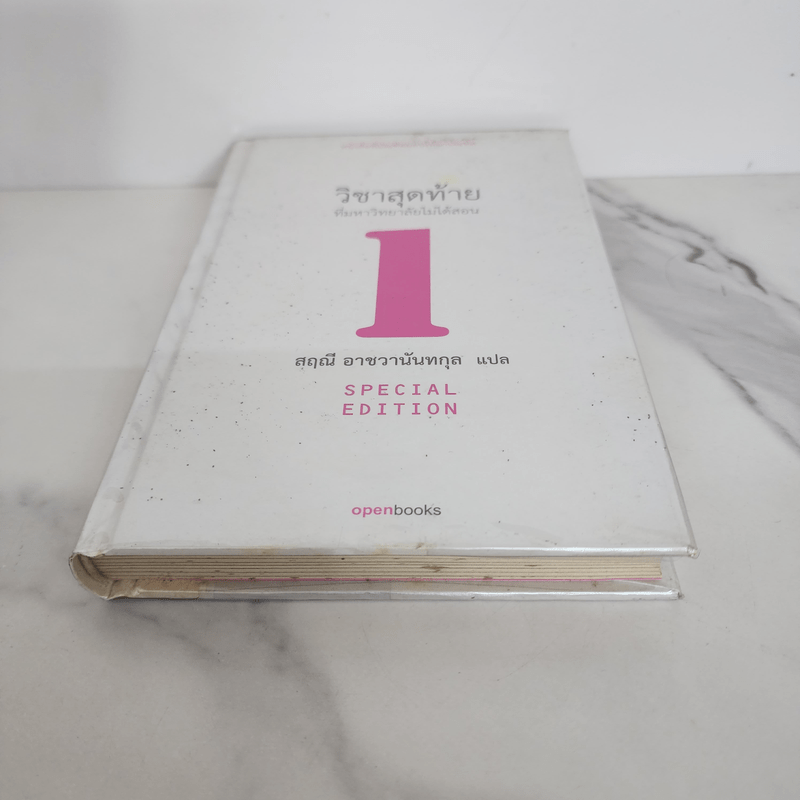 วิชาสุดท้าย
ที่มหาวิทยาลัยไม่ได้สอน
1
สฤณี อาชวานันทกุล แปล
SPECIAL
EDITION
openbooks